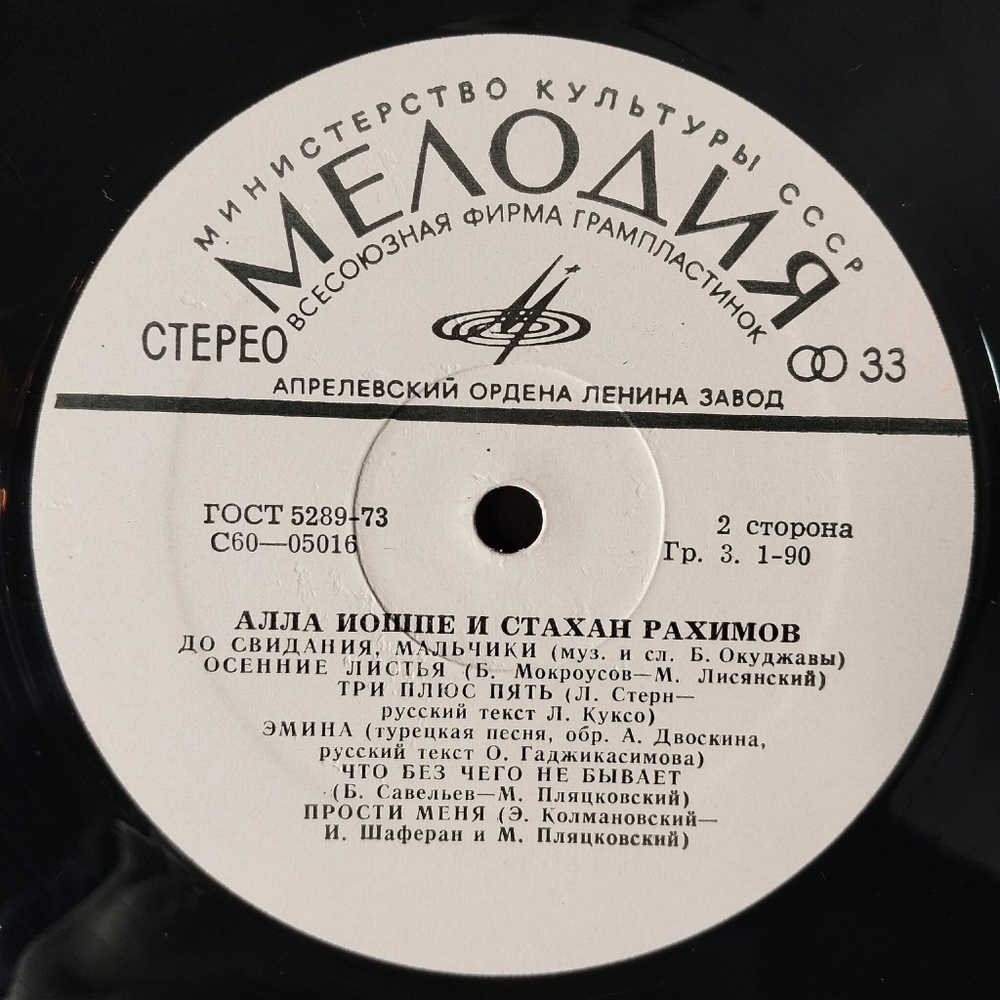 МИНИСТЕРСТВО КУЛЬТУРЫ СССР
МЕЛОДИЯ
ВСЕСОЮЗНАЯ ФИРМА ГРАМПЛАСТИНОК
СТЕРЕО
33
АПРЕЛЕВСКИЙ ОРДЕНА ЛЕНИНА ЗАВОД
ГОСТ 5289-73
2 сторона
С60—05016
Гр. 3. 1-90
АЛЛА ИОШПЕ И СТАХАН РАХИМОВ
ДО СВИДАНИЯ, МАЛЬЧИКИ (муз. и сл. Б. Окуджавы)
ОСЕННИЕ ЛИСТЬЯ (Б. Мокроусов—М. Лисянский)
ТРИ ПЛЮС ПЯТЬ (Л. Стерн—
русский текст Л. Куксо)
ЭМИНА (турецкая песня, обр. А. Двоскина,
русский текст О. Гаджикасимова)
ЧТО БЕЗ ЧЕГО НЕ БЫВАЕТ
(Б. Савельев—М. Пляцковский)
ПРОСТИ МЕНЯ (Э. Колмановский—
И. Шаферан и М. Пляцковский)